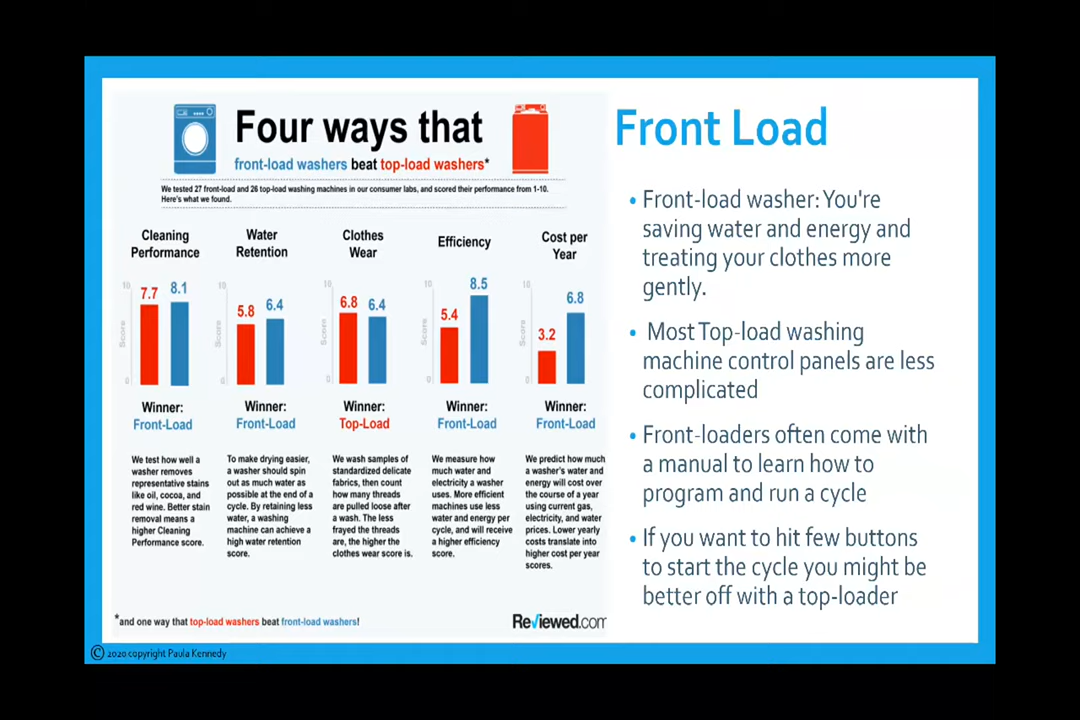 Four ways that
front-load washers beat top-load washers*
We tested 27 front-load and 26 top-load washing machines in our consumer labs, and scored their performance from 1-10.
Here's what we found.
Cleaning
Performance
10
Score
0
7.7
8.1
Winner:
Front-Load
We test how well a
washer removes
representative stains
like oil, cocoa, and
red wine. Better stain
removal means a
higher Cleaning
Performance score.
Water
Retention
10
Score
0
5.8
6.4
Winner:
Front-Load
To make drying easier,
a washer should spin
out as much water as
possible at the end of a
cycle. By retaining less
water, a washing
machine can achieve a
high water retention
score.
Clothes
Wear
10
Score
0
6.8
6.4
Winner:
Top-Load
We wash samples of
standardized delicate
fabrics, then count
how many threads
are pulled loose after
a wash. The less
frayed the threads
are, the higher the
clothes wear score is.
Efficiency
10
Score
0
5.4
8.5
Winner:
Front-Load
We measure how
much water and
electricity a washer
uses. More efficient
machines use less
water and energy per
cycle, and will receive
a higher efficiency
score.
Cost per
Year
10
Score
0
3.2
6.8
Winner:
Front-Load
We predict how much
a washer's water and
energy will cost over
the course of a year
using current gas,
electricity, and water
prices. Lower yearly
costs translate into
higher cost per year
scores.
*and one way that top-load washers beat front-load washers!
Reviewed.com
Front Load
• Front-load washer: You're
saving water and energy and
treating your clothes more
gently.
• Most Top-load washing
machine control panels are less
complicated
• Front-loaders often come with
a manual to learn how to
program and run a cycle
• If you want to hit few buttons
to start the cycle you might be
better off with a top-loader
© 2020 copyright Paula Kennedy